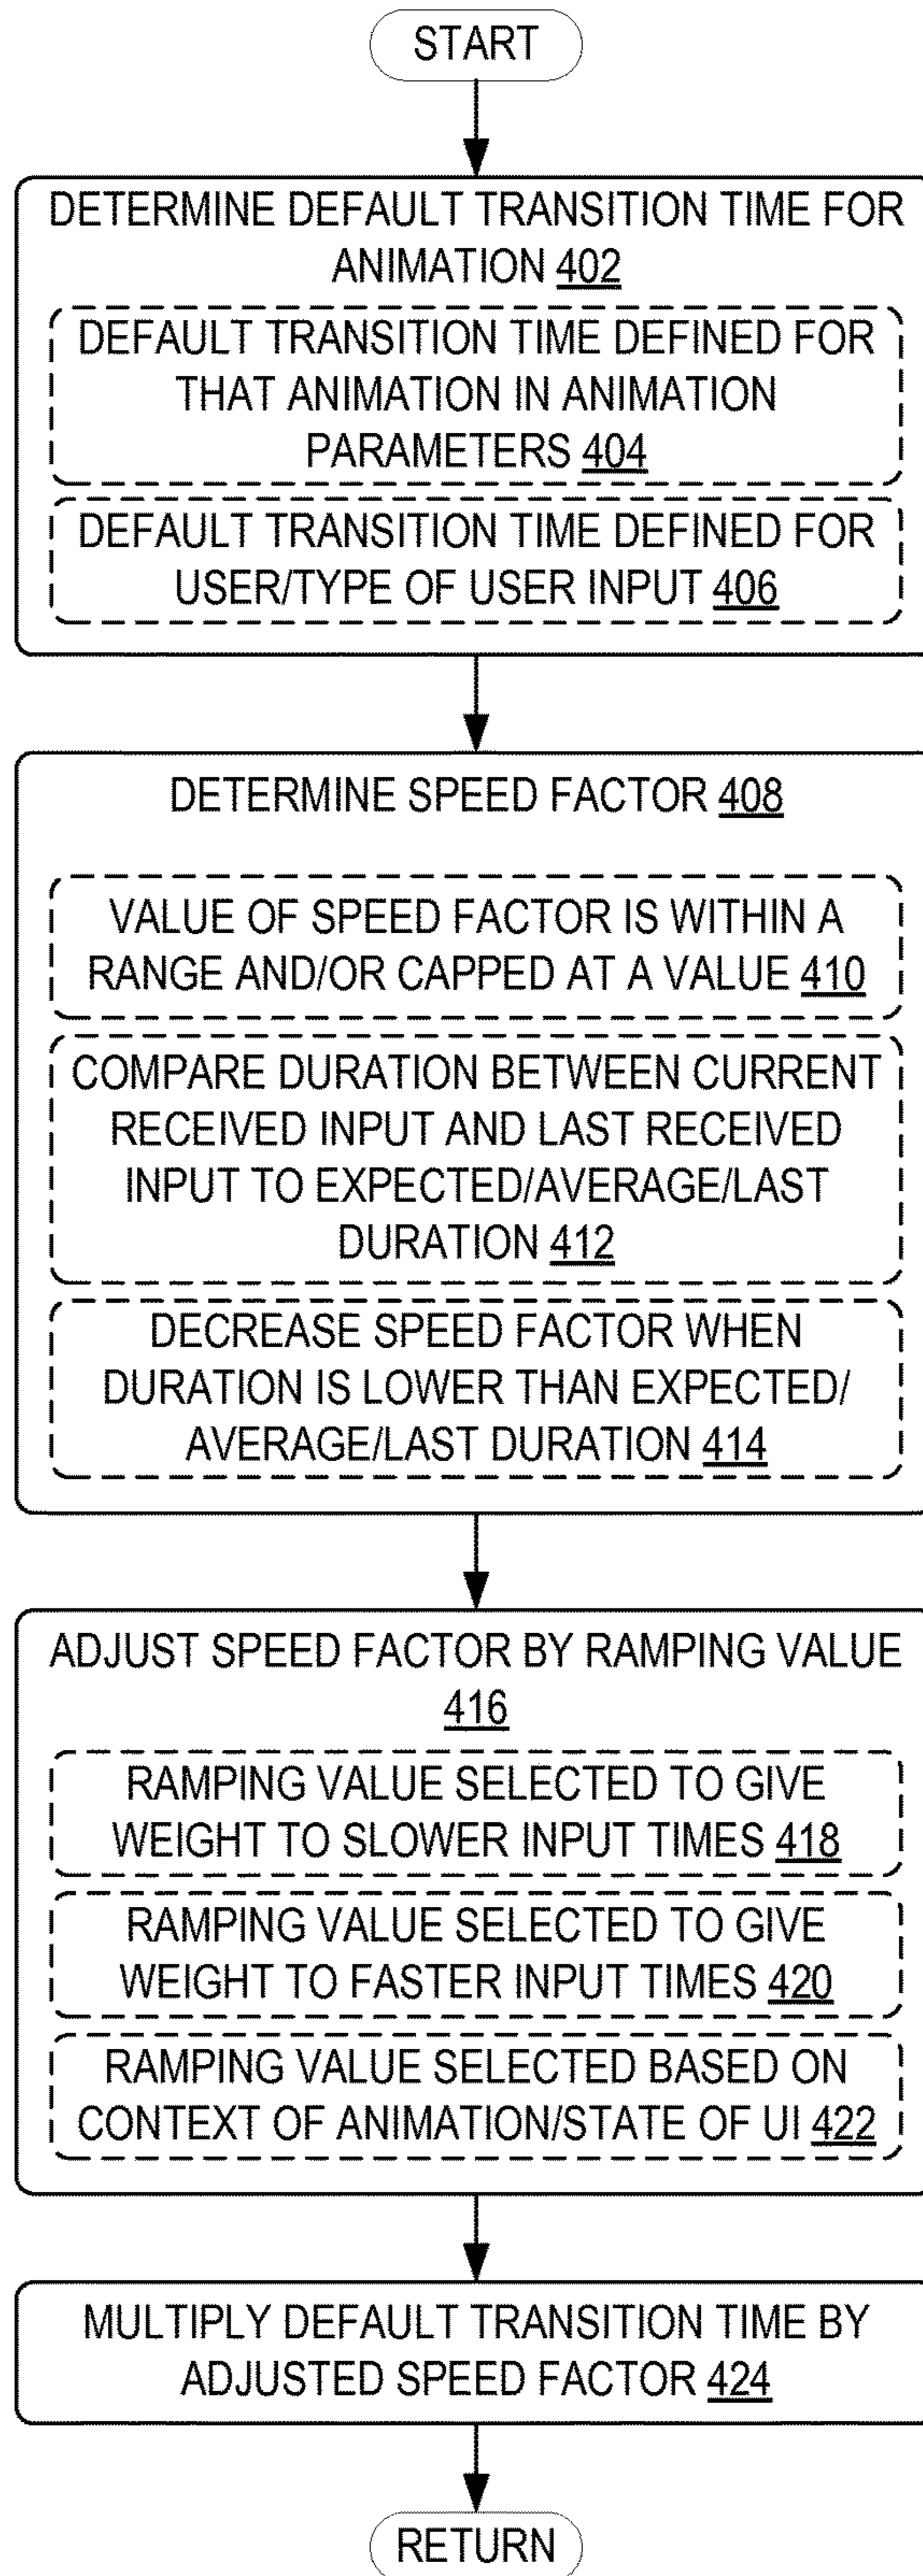 START
DETERMINE DEFAULT TRANSITION TIME FOR
ANIMATION 402
DEFAULT TRANSITION TIME DEFINED FOR
THAT ANIMATION IN ANIMATION
PARAMETERS 404
DEFAULT TRANSITION TIME DEFINED FOR
USER/TYPE OF USER INPUT 406
DETERMINE SPEED FACTOR 408
VALUE OF SPEED FACTOR IS WITHIN A
RANGE AND/OR CAPPED AT A VALUE 410
COMPARE DURATION BETWEEN CURRENT
RECEIVED INPUT AND LAST RECEIVED
INPUT TO EXPECTED/AVERAGE/LAST
DURATION 412
DECREASE SPEED FACTOR WHEN
DURATION IS LOWER THAN EXPECTED/
AVERAGE/LAST DURATION 414
ADJUST SPEED FACTOR BY RAMPING VALUE
416
RAMPING VALUE SELECTED TO GIVE
WEIGHT TO SLOWER INPUT TIMES 418
RAMPING VALUE SELECTED TO GIVE
WEIGHT TO FASTER INPUT TIMES 420
RAMPING VALUE SELECTED BASED ON
CONTEXT OF ANIMATION/STATE OF UI 422
MULTIPLY DEFAULT TRANSITION TIME BY
ADJUSTED SPEED FACTOR 424
RETURN